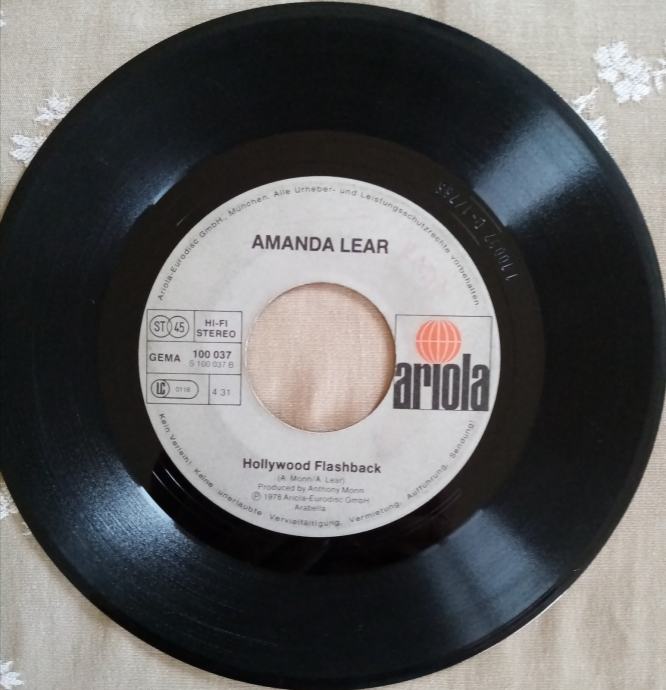 Ariola-Eurodisc GmbH., München. Alle Urheber- und Leistungsschutzrechte vorbehalten.
AMANDA LEAR
ST 45
HI-FI
STEREO
GEMA
100 037
S 100 037 B
LC 0116
4 31
ariola
Hollywood Flashback
(A. Monn/A. Lear)
Produced by Anthony Monn
Ⓟ 1976 Ariola-Eurodisc GmbH
Arabella
Kein Verleih! Keine unerlaubte Vervielfältigung, Vermietung, Aufführung, Sendung!